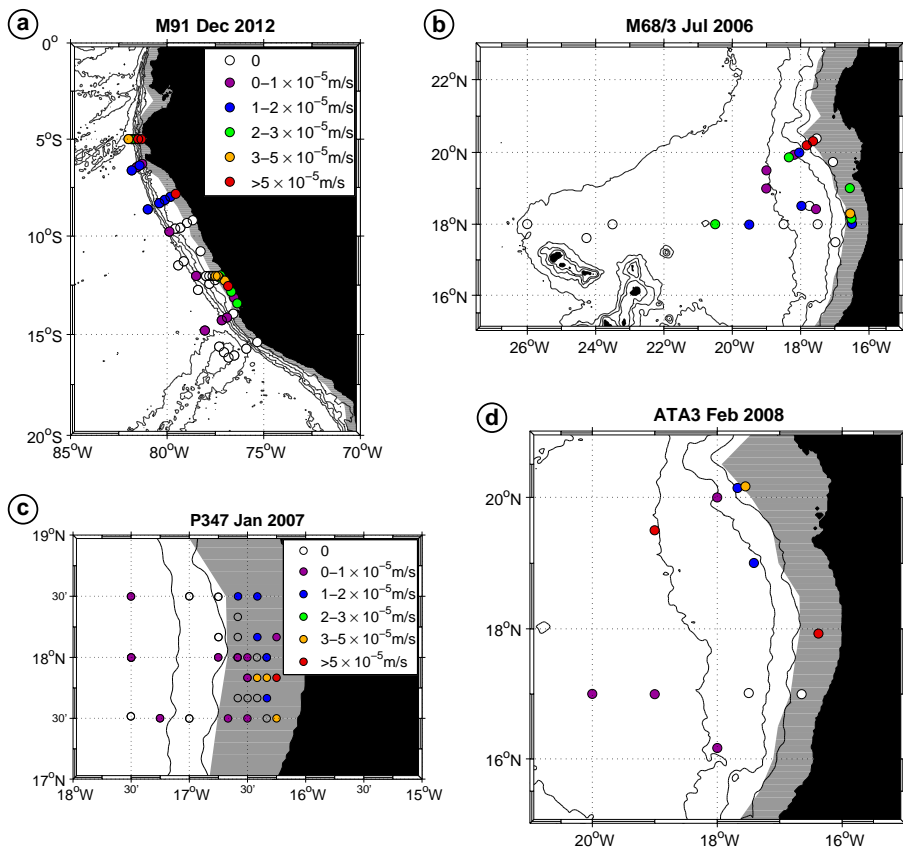 a
M91 Dec 2012
0°
5°S
10°S
15°S
20°S
85°W
80°W
75°W
70°W
0
0−1 × 10⁻⁵m/s
1−2 × 10⁻⁵m/s
2−3 × 10⁻⁵m/s
3−5 × 10⁻⁵m/s
>5 × 10⁻⁵m/s
b
M68/3 Jul 2006
22°N
20°N
18°N
16°N
26°W
24°W
22°W
20°W
18°W
16°W
c
P347 Jan 2007
19°N
30'
18°N
30'
17°N
18°W
30'
17°W
30'
16°W
30'
15°W
0
0−1 × 10⁻⁵m/s
1−2 × 10⁻⁵m/s
2−3 × 10⁻⁵m/s
3−5 × 10⁻⁵m/s
>5 × 10⁻⁵m/s
d
ATA3 Feb 2008
20°N
18°N
16°N
20°W
18°W
16°W